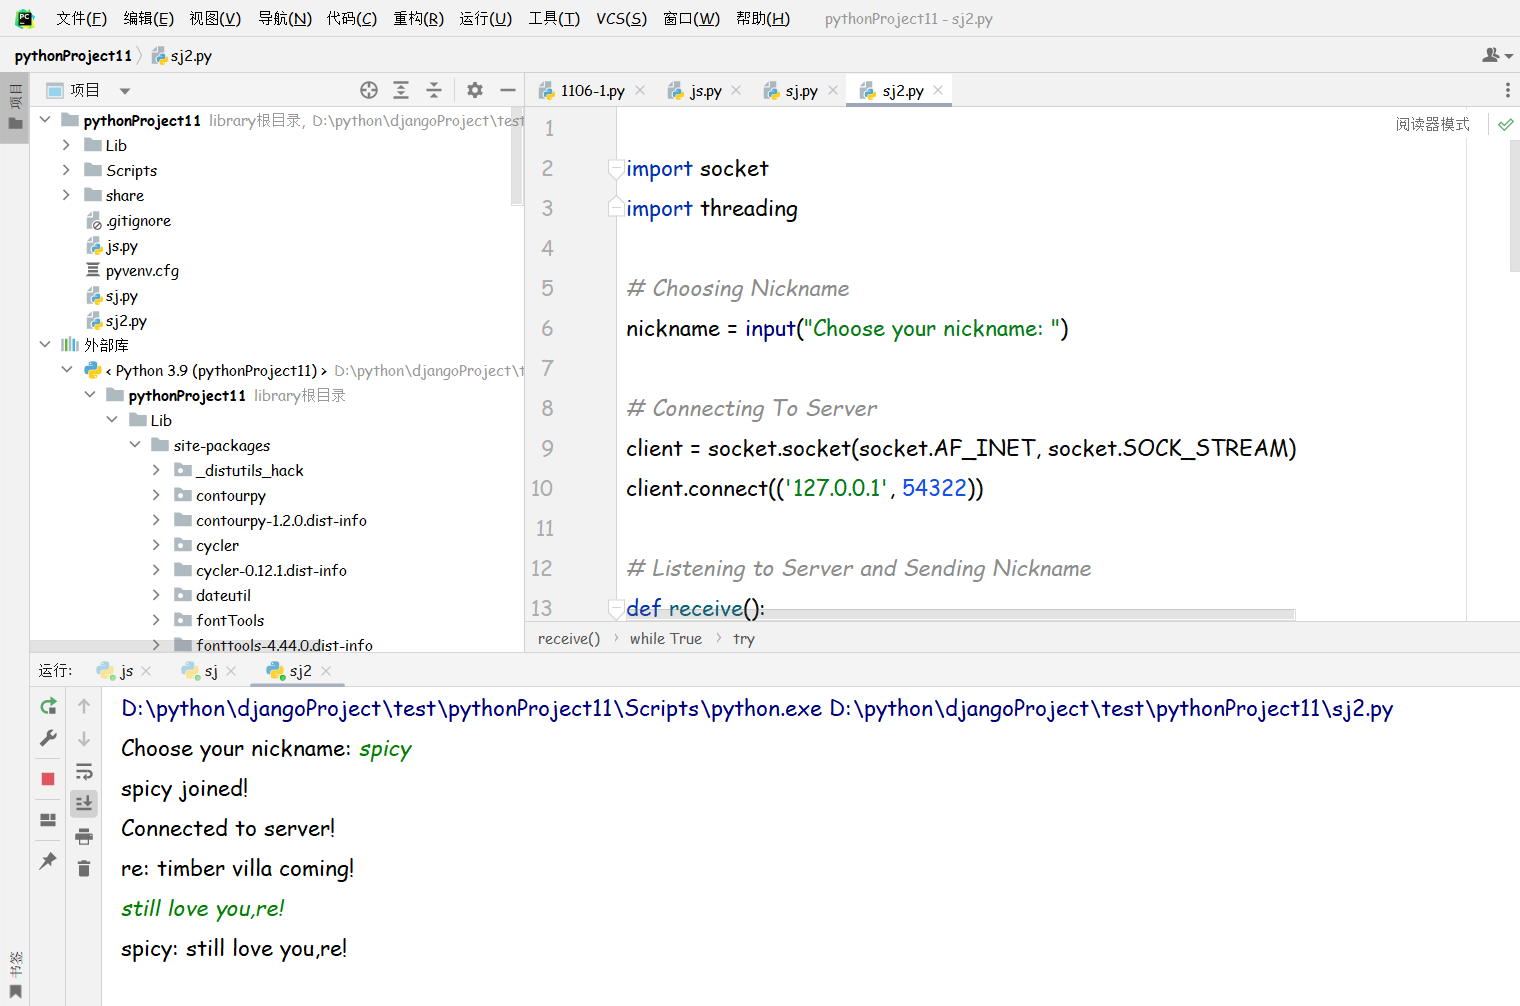 文件(F) 编辑(E) 视图(V) 导航(N) 代码(C) 重构(R) 运行(U) 工具(T) VCS(S) 窗口(W) 帮助(H) pythonProject11 - sj2.py
pythonProject11 sj2.py
项目
项目
1106-1.py js.py sj.py sj2.py
pythonProject11 library根目录, D:\python\djangoProject\test
Lib
Scripts
share
.gitignore
js.py
pyvenv.cfg
sj.py
sj2.py
外部库
< Python 3.9 (pythonProject11) > D:\python\djangoProject\t
pythonProject11 library根目录
Lib
site-packages
_distutils_hack
contourpy
contourpy-1.2.0.dist-info
cycler
cycler-0.12.1.dist-info
dateutil
fontTools
fonttools-4.44.0.dist-info
阅读器模式
1
2 import socket
3 import threading
4
5 # Choosing Nickname
6 nickname = input("Choose your nickname: ")
7
8 # Connecting To Server
9 client = socket.socket(socket.AF_INET, socket.SOCK_STREAM)
10 client.connect(('127.0.0.1', 54322))
11
12 # Listening to Server and Sending Nickname
13 def receive():
receive() while True try
运行: js sj sj2
D:\python\djangoProject\test\pythonProject11\Scripts\python.exe D:\python\djangoProject\test\pythonProject11\sj2.py
Choose your nickname: spicy
spicy joined!
Connected to server!
re: timber villa coming!
still love you,re!
spicy: still love you,re!
书签